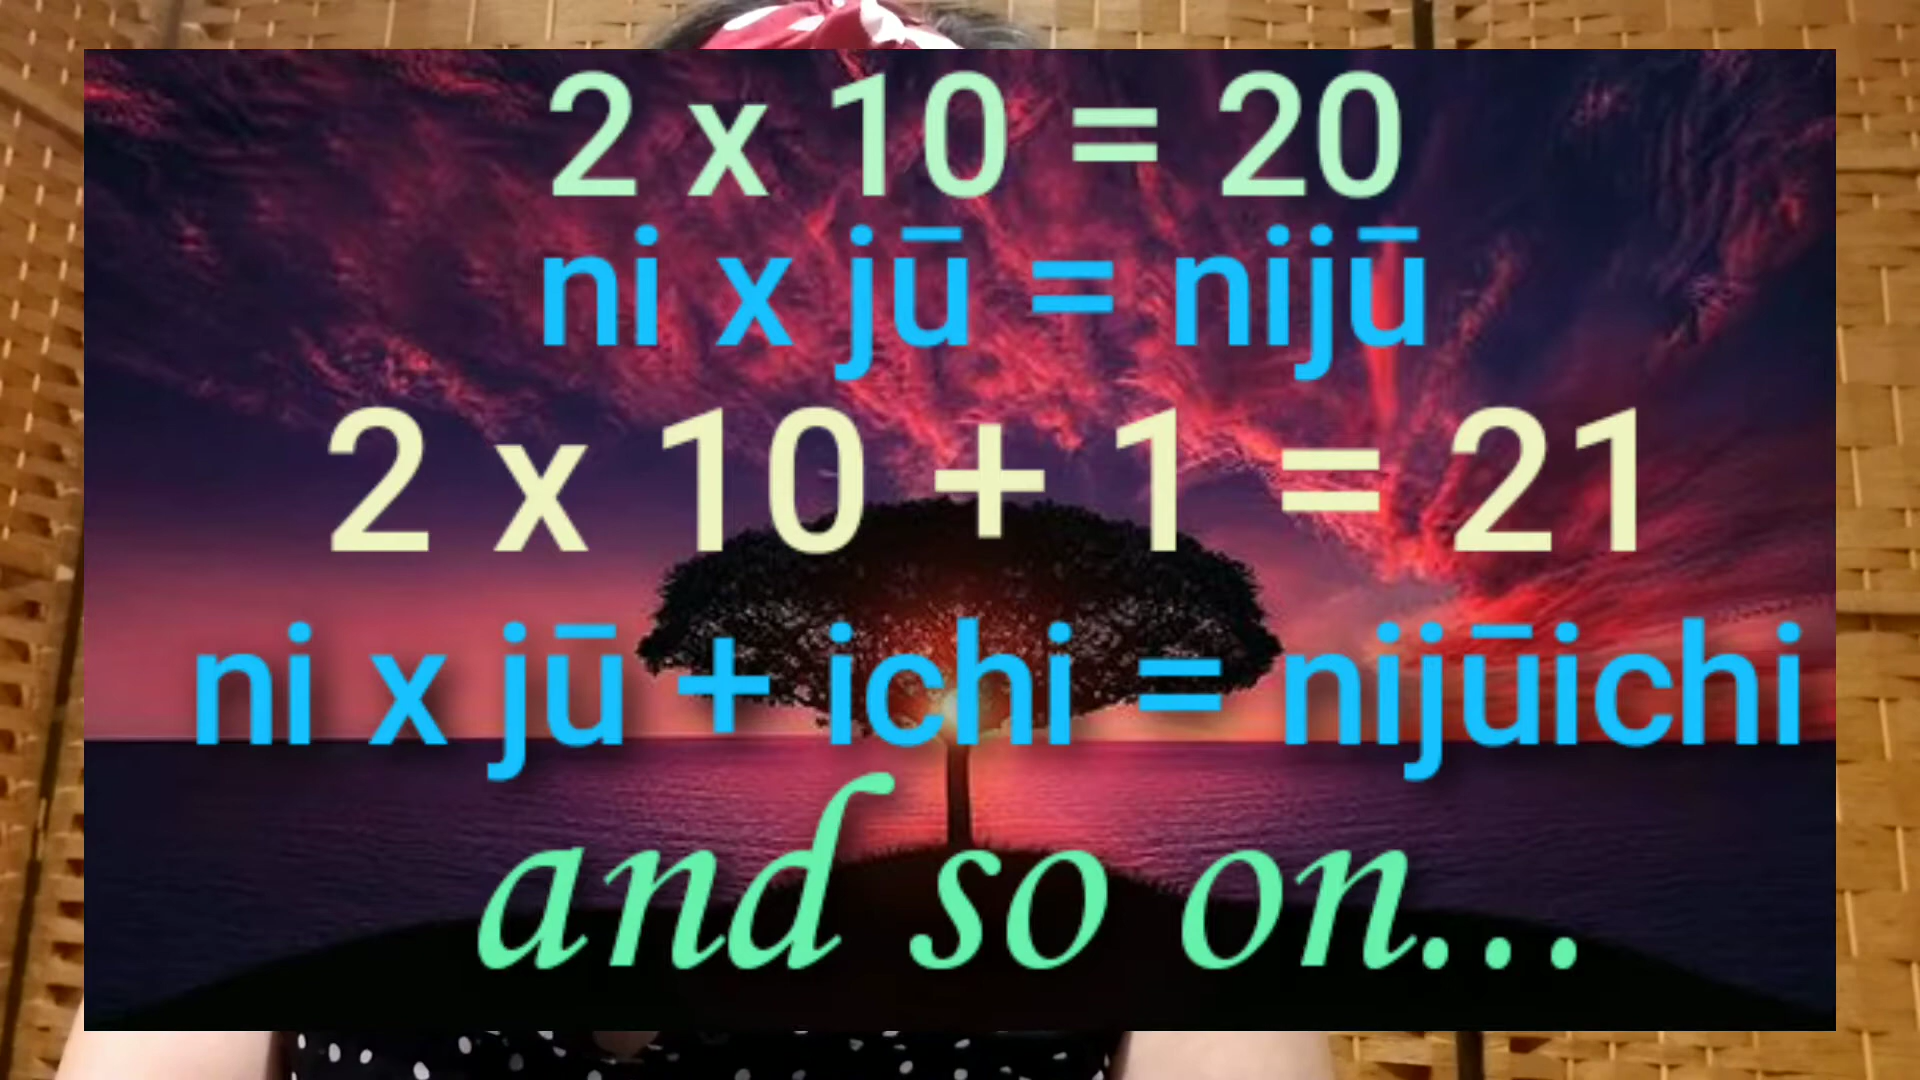 2 x 10 = 20
ni x jū = nijū
2 x 10 + 1 = 21
ni x jū + ichi = nijūichi
and so on...